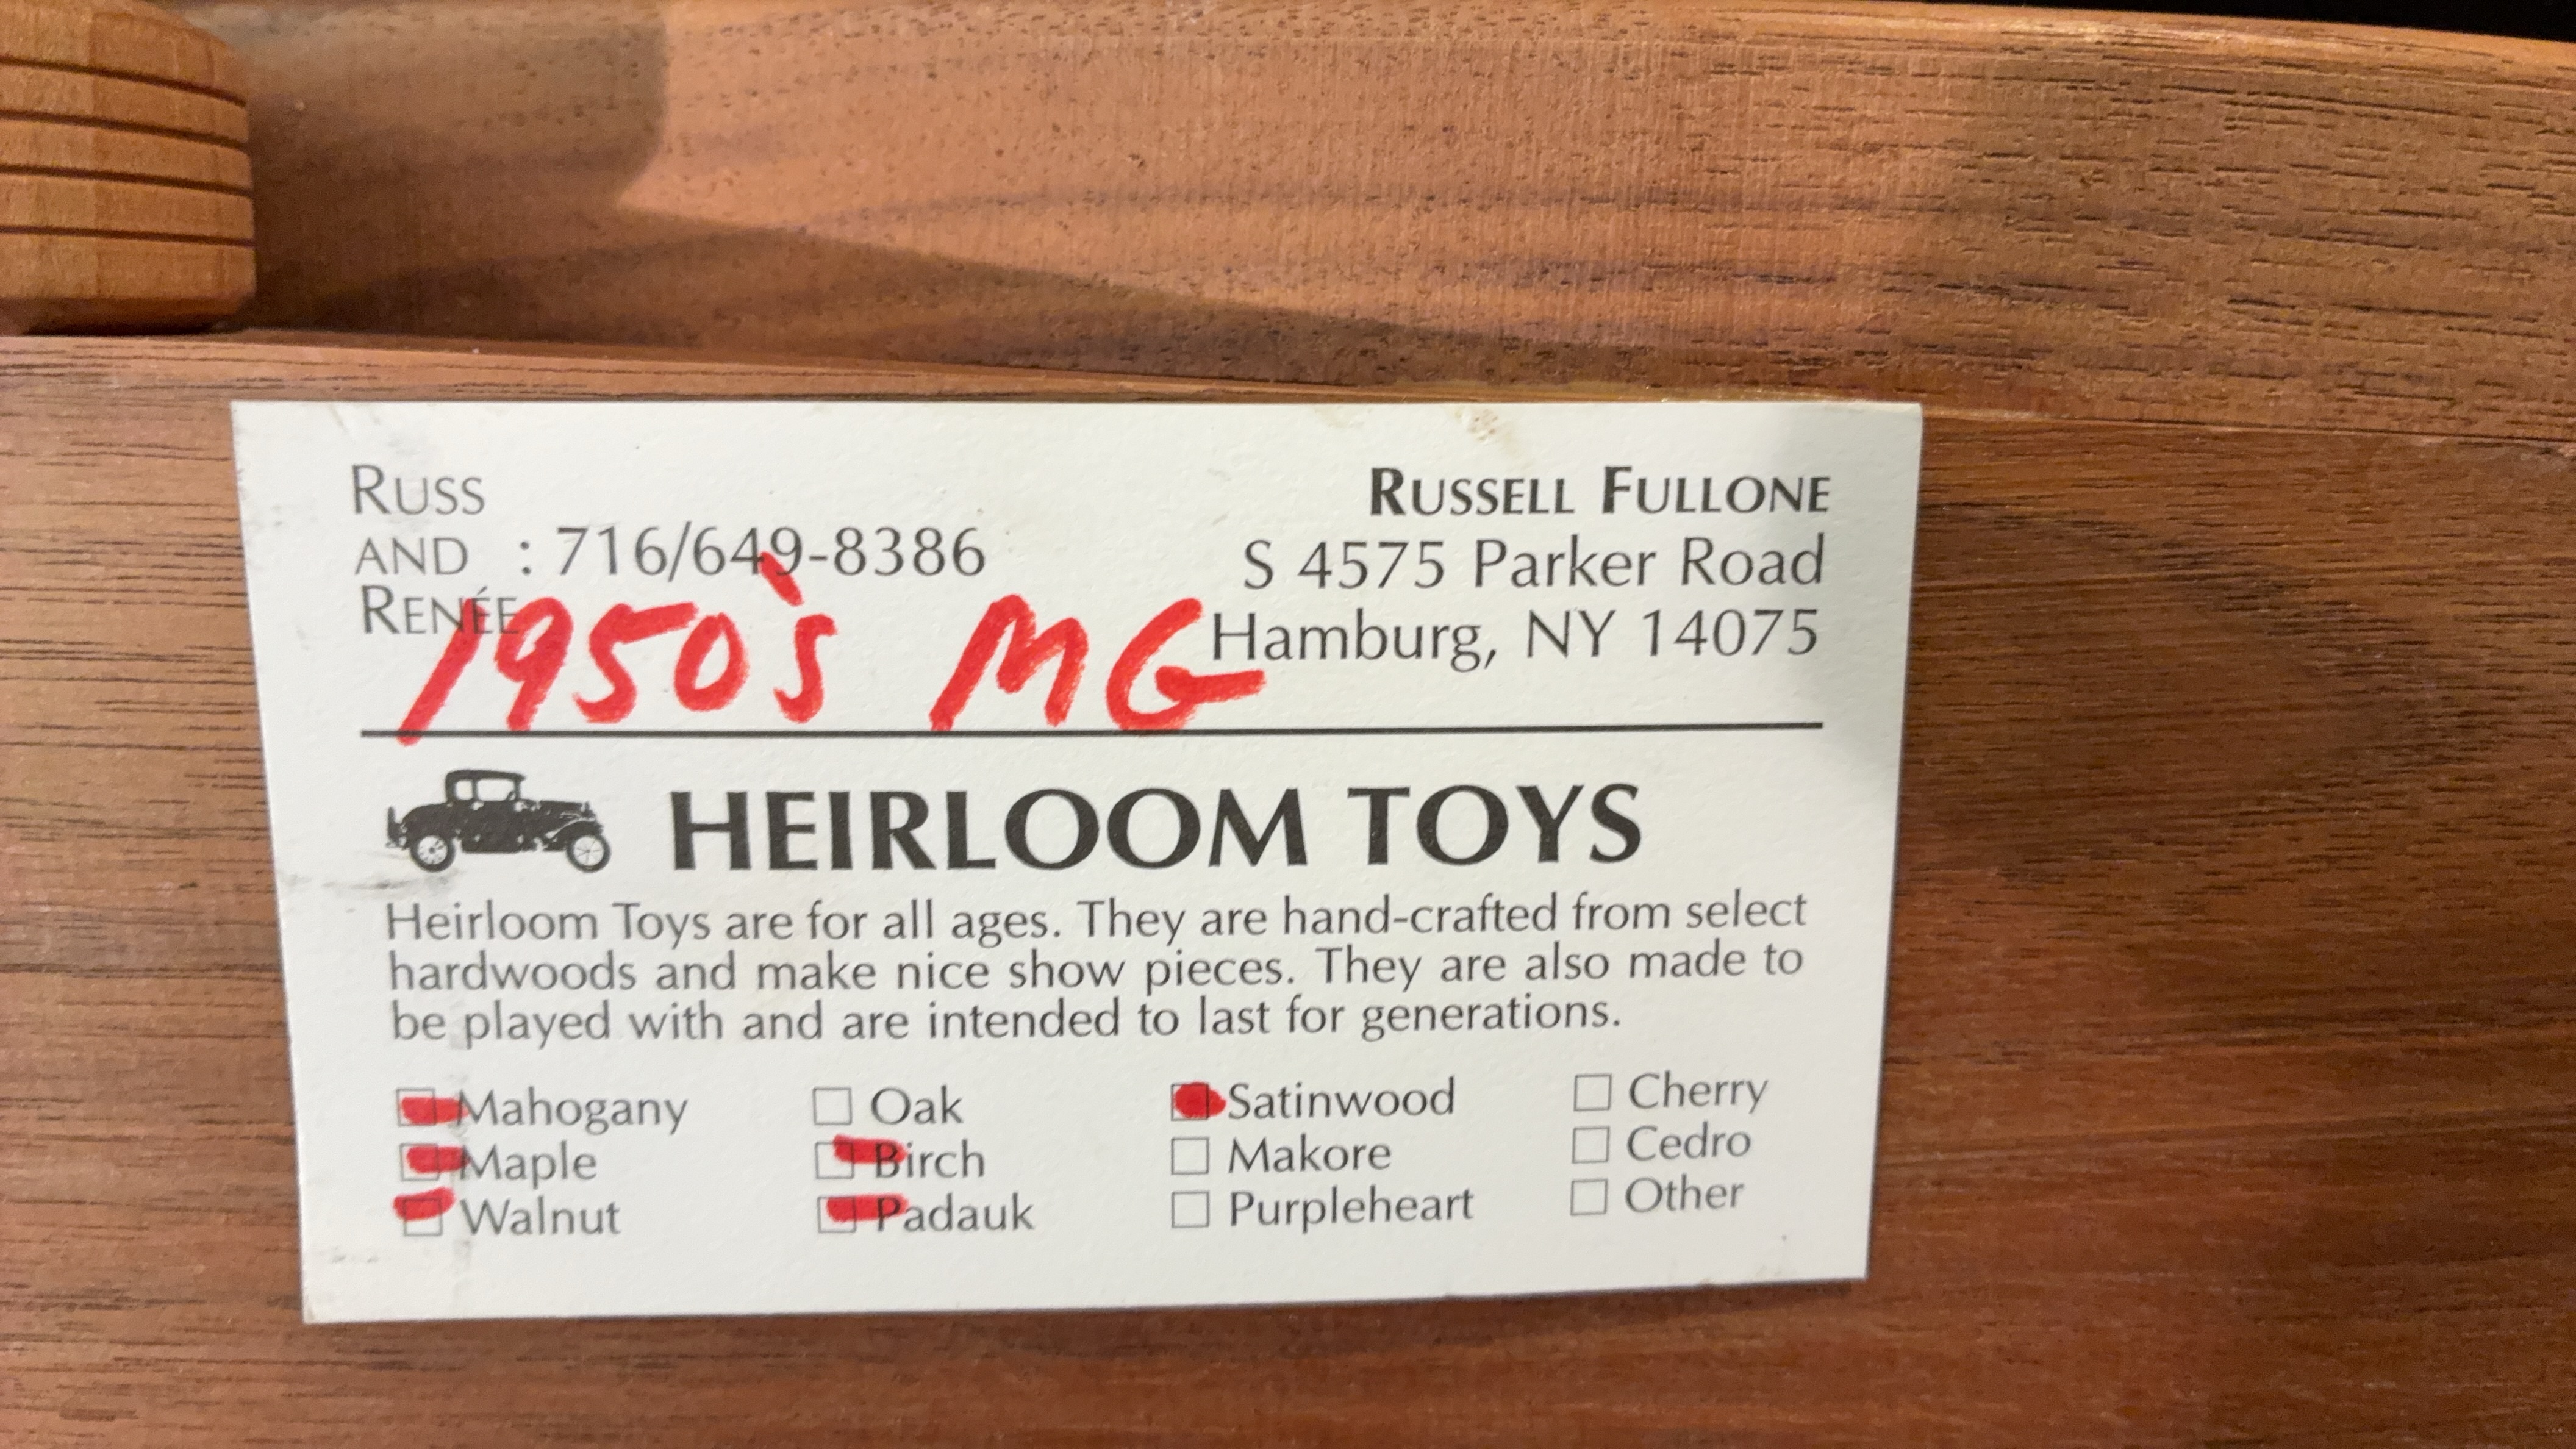 RUSS
AND : 716/649-8386
RENÉE
RUSSELL FULLONE
S 4575 Parker Road
Hamburg, NY 14075
1950's MG
HEIRLOOM TOYS
Heirloom Toys are for all ages. They are hand-crafted from select
hardwoods and make nice show pieces. They are also made to
be played with and are intended to last for generations.
Mahogany Oak Satinwood Cherry
Maple Birch Makore Cedro
Walnut Padauk Purpleheart Other